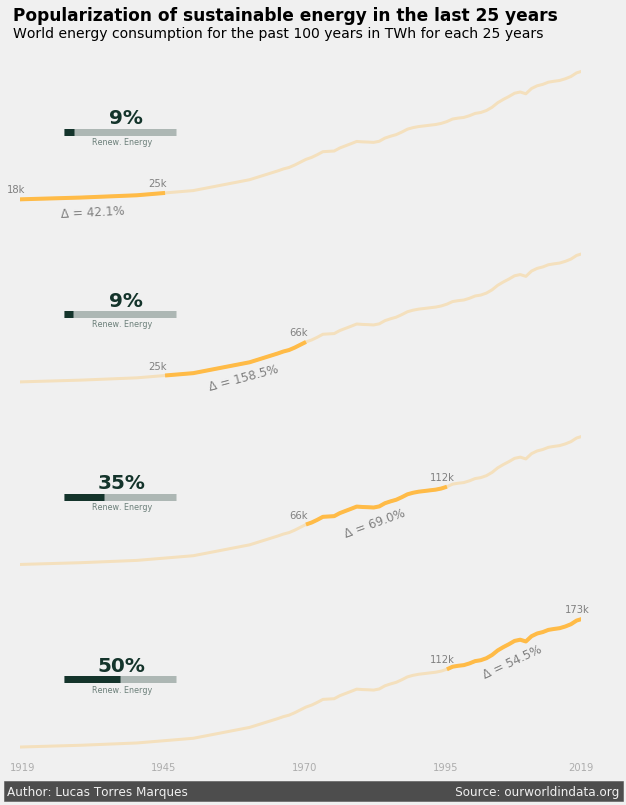 Popularization of sustainable energy in the last 25 years
World energy consumption for the past 100 years in TWh for each 25 years
9%
Renew. Energy
18k
25k
Δ = 42.1%
9%
Renew. Energy
25k
66k
Δ = 158.5%
35%
Renew. Energy
66k
112k
Δ = 69.0%
50%
Renew. Energy
112k
173k
Δ = 54.5%
1919 1945 1970 1995 2019
Author: Lucas Torres Marques Source: ourworldindata.org